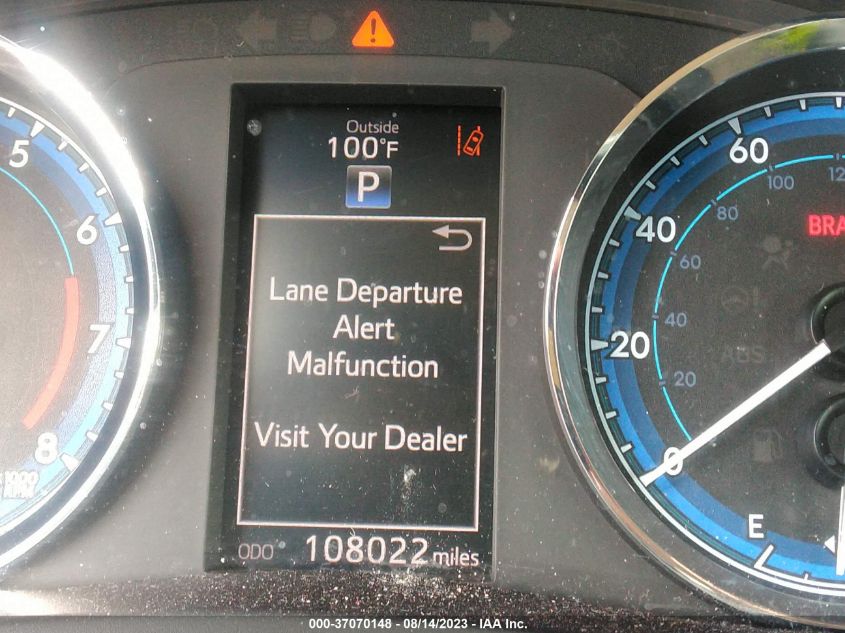 Outside
100°F
P
Lane Departure
Alert
Malfunction
Visit Your Dealer
ODO 108022 miles
5
6
7
8
60
40
20
0
100
80
60
40
20
BRA
ABS
E
000-37070148 - 08/14/2023 - IAA Inc.